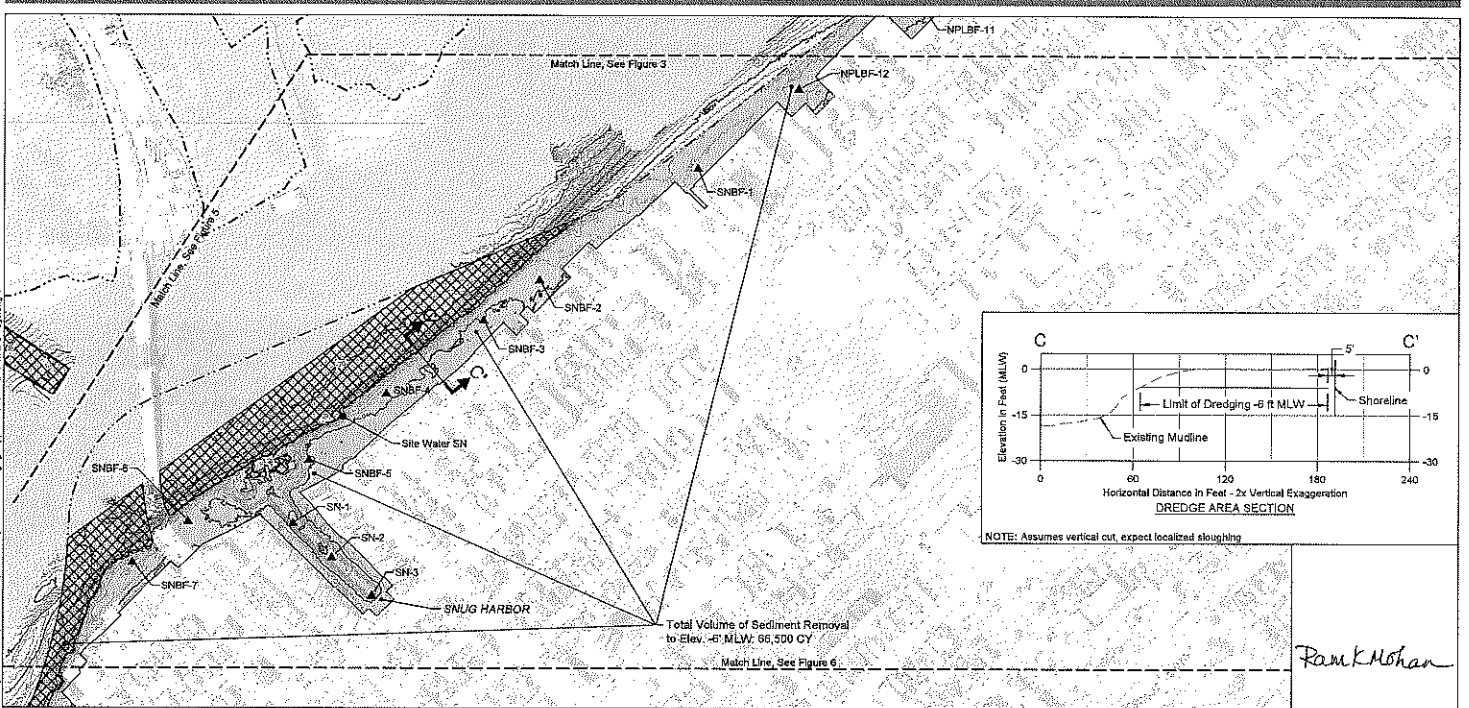 NPLBF-11
Match Line, See Figure 3
NPLBF-12
SNBF-1
Match Line, See Figure 5
SNBF-2
SNBF-3
C
C'
SNBF-4
Site Water SN
SNBF-5
SNBF-6
SN-1
SN-2
SN-3
SNBF-7
SNUG HARBOR
Total Volume of Sediment Removal
to Elev. -6' MLW: 66,500 CY
Match Line, See Figure 6
C
C'
5'
Elevation in Feet (MLW)
0
-15
-30
0
-15
-30
Limit of Dredging -6 ft MLW
Shoreline
Existing Mudline
0
60
120
180
240
Horizontal Distance in Feet - 2x Vertical Exaggeration
DREDGE AREA SECTION
NOTE: Assumes vertical cut, expect localized sloughing
Ram K Mohan